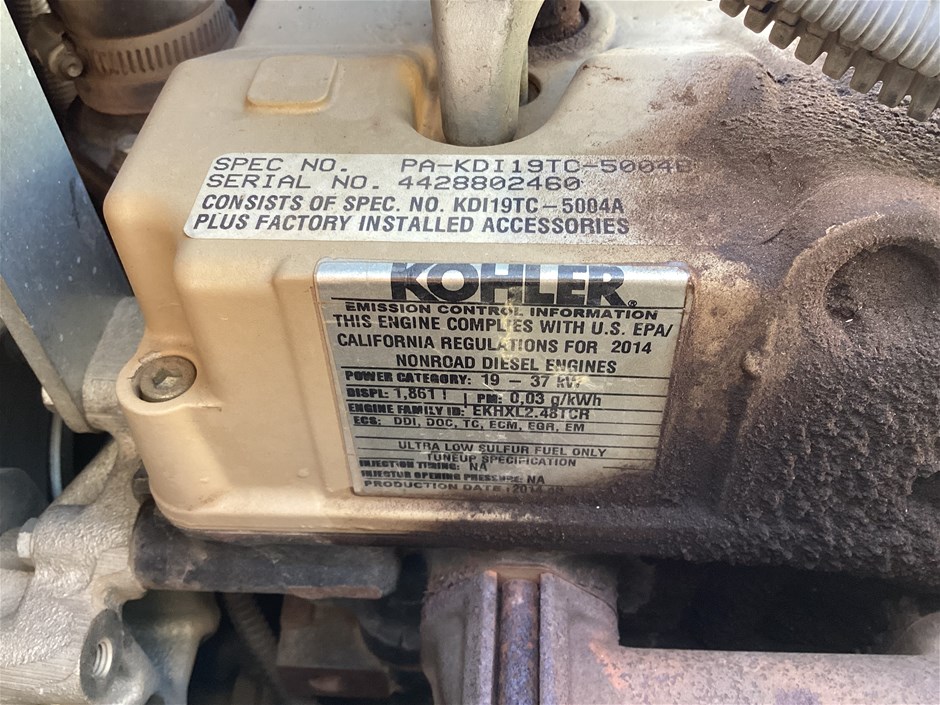 SPEC NO. PA-KDI19TC-5004B
SERIAL NO. 4428802460
CONSISTS OF SPEC. NO. KDI19TC-5004A
PLUS FACTORY INSTALLED ACCESSORIES
KOHLER®
EMISSION CONTROL INFORMATION
THIS ENGINE COMPLIES WITH U.S. EPA/
CALIFORNIA REGULATIONS FOR 2014
NONROAD DIESEL ENGINES
POWER CATEGORY: 19 - 37 kW
DISPL: 1,861 l PM: 0,03 g/kWh
ENGINE FAMILY ID: EKHXL2.48TCR
ECS: DDI, DOC, TC, ECM, EGR, EM
ULTRA LOW SULFUR FUEL ONLY
TUNEUP SPECIFICATION
INJECTION TIMING: NA
INJECTOR OPENING PRESSURE: NA
PRODUCTION DATE: 2014